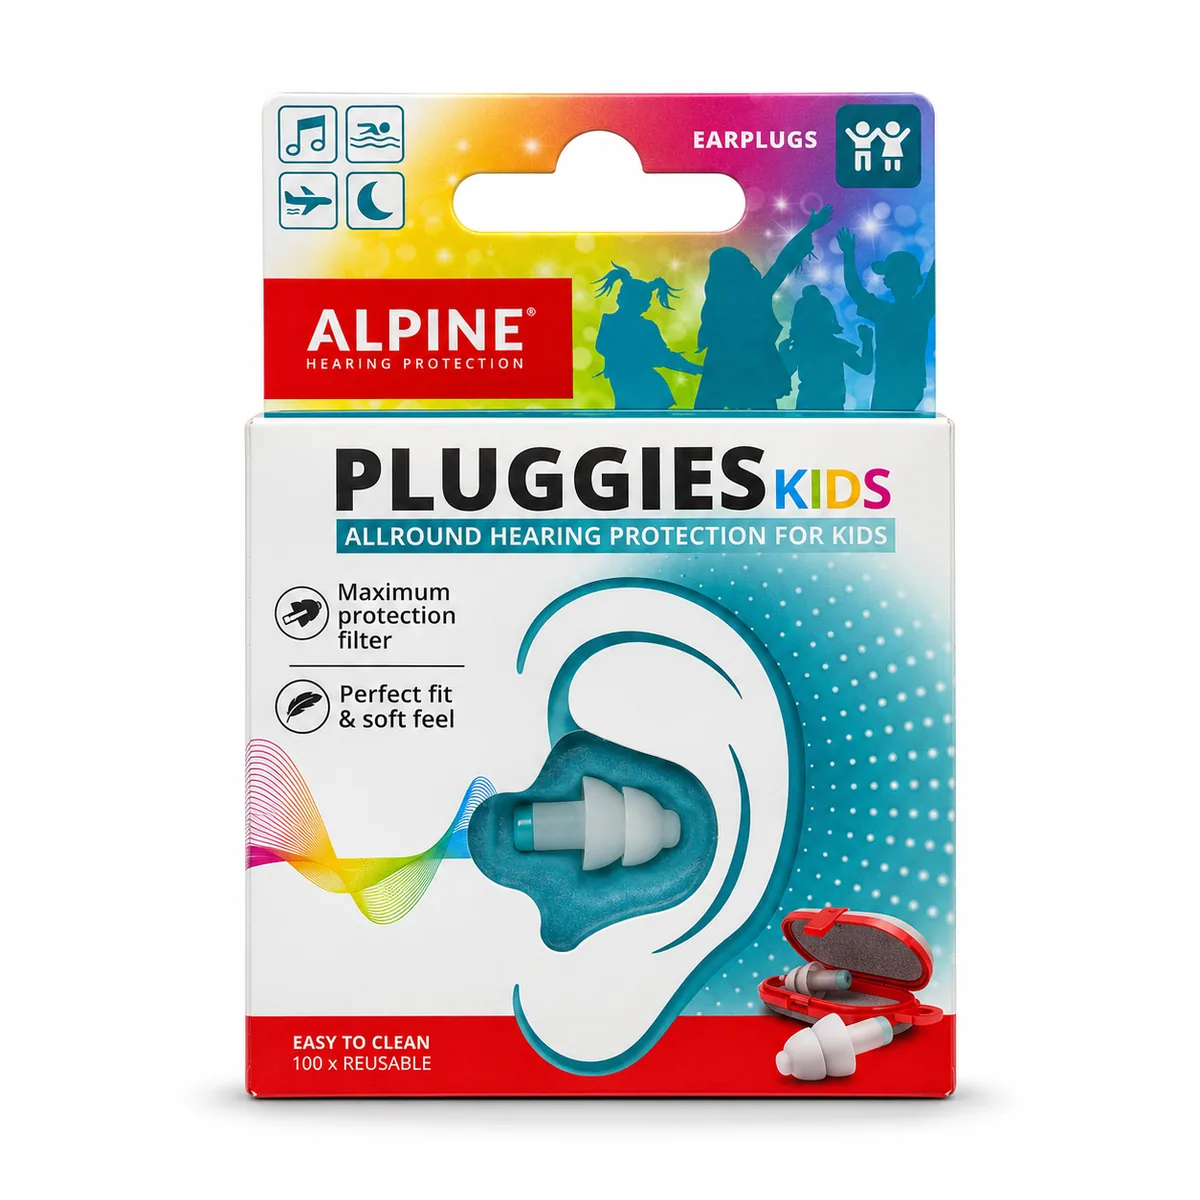 EARPLUGS
ALPINE®
HEARING PROTECTION
PLUGGIES KIDS
ALLROUND HEARING PROTECTION FOR KIDS
Maximum
protection
filter
Perfect fit
& soft feel
EASY TO CLEAN
100 x REUSABLE